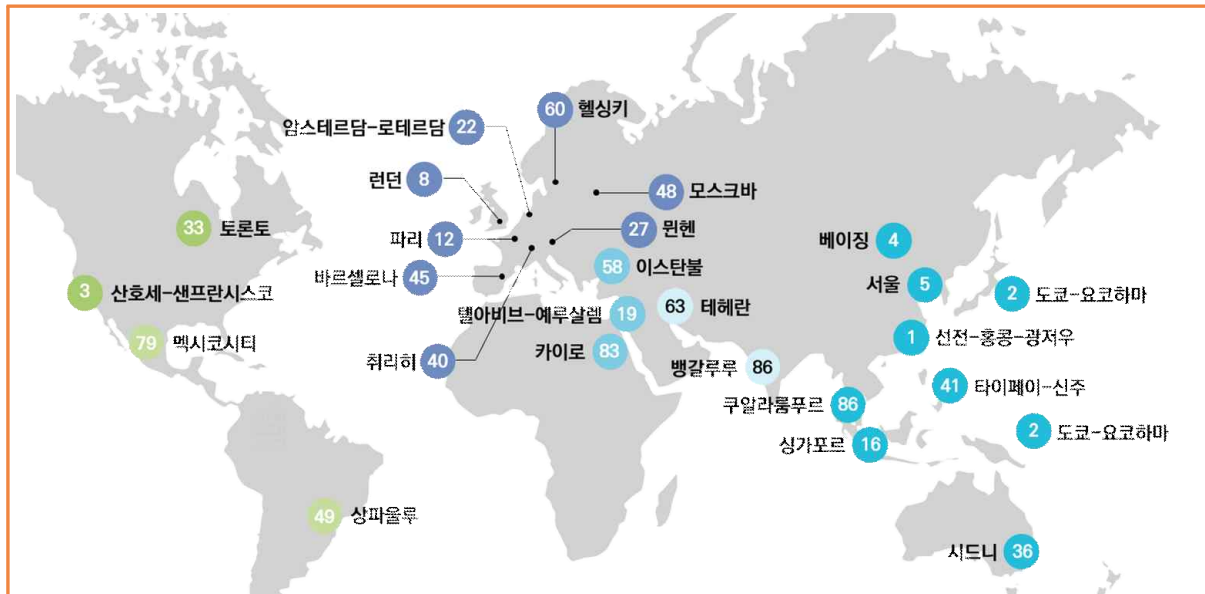 60 헬싱키
암스테르담-로테르담 22
런던 8
48 모스크바
33 토론토
파리 12
27 뮌헨
베이징 4
바르셀로나 45
58 이스탄불
서울 5
3 산호세-샌프란시스코
2 도쿄-요코하마
텔아비브-예루살렘 19
63 테헤란
79 멕시코시티
1 선전-홍콩-광저우
취리히 40
카이로 83
뱅갈루루 86
41 타이페이-신주
쿠알라룸푸르 86
2 도쿄-요코하마
싱가포르 16
49 상파울루
시드니 36